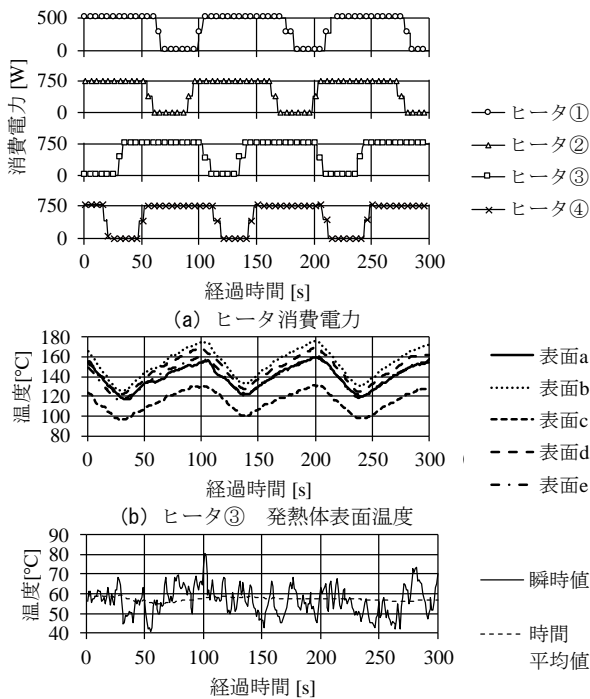 消費電力 [W]
500
0
750
0
750
0
750
0
0 50 100 150 200 250 300
経過時間 [s]
ヒータ①
ヒータ②
ヒータ③
ヒータ④
(a) ヒータ消費電力
温度[℃]
180
160
140
120
100
80
0 50 100 150 200 250 300
経過時間 [s]
表面a
表面b
表面c
表面d
表面e
(b) ヒータ③ 発熱体表面温度
温度[℃]
90
80
70
60
50
40
0 50 100 150 200 250 300
経過時間 [s]
瞬時値
時間
平均値